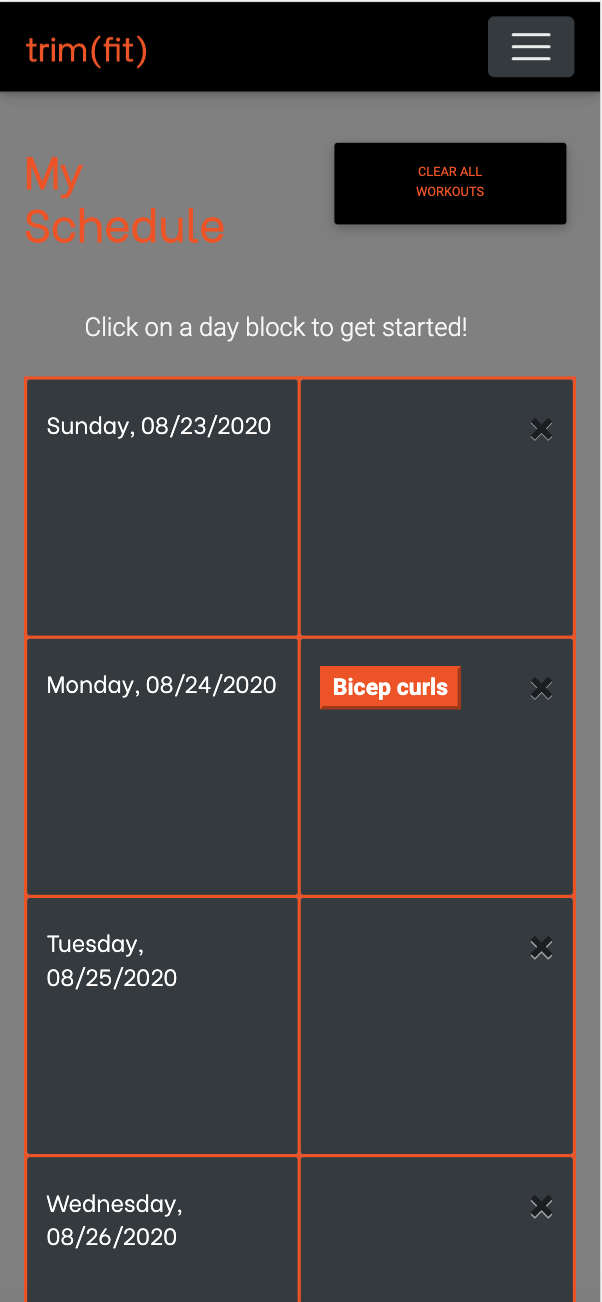 trim(fit)
My
Schedule
CLEAR ALL
WORKOUTS
Click on a day block to get started!
Sunday, 08/23/2020
Monday, 08/24/2020
Bicep curls
Tuesday,
08/25/2020
Wednesday,
08/26/2020